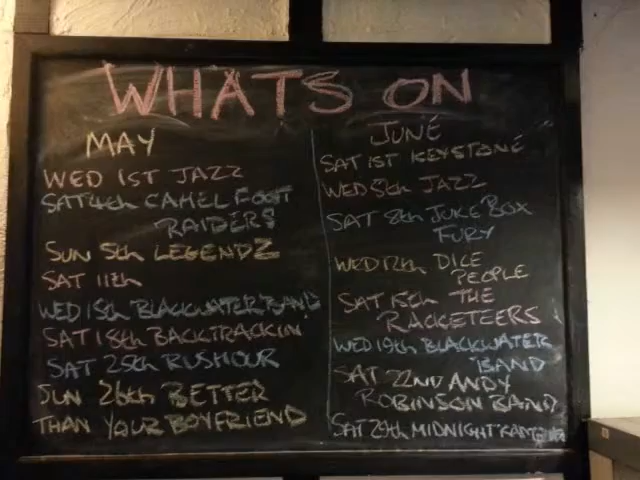 WHATS ON
MAY
WED 1ST JAZZ
SAT 4th CAMEL FOOT
RAIDERS
SUN 5th LEGENDZ
SAT 11th
WED 15th BLACKWATER BAND
SAT 18th BACKTRACKIN
SAT 25th RUSHOUR
SUN 26th BETTER
THAN YOUR BOYFRIEND
JUNE
SAT 1ST KEYSTONE
WED 5th JAZZ
SAT 8th JUKE BOX
FURY
WED 12th DICE
PEOPLE
SAT 15th THE
RACKETEERS
WED 19th BLACKWATER
BAND
SAT 22ND ANDY
ROBINSON BAND
SAT 29th MIDNIGHT